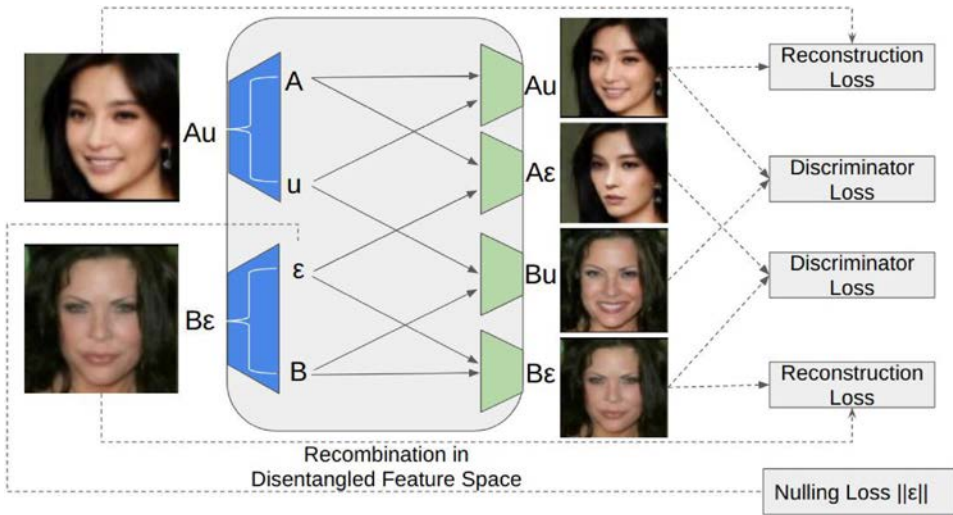 Au
A
u
Bε
ε
B
Au
Aε
Bu
Bε
Reconstruction
Loss
Discriminator
Loss
Discriminator
Loss
Reconstruction
Loss
Recombination in
Disentangled Feature Space
Nulling Loss ||ε||